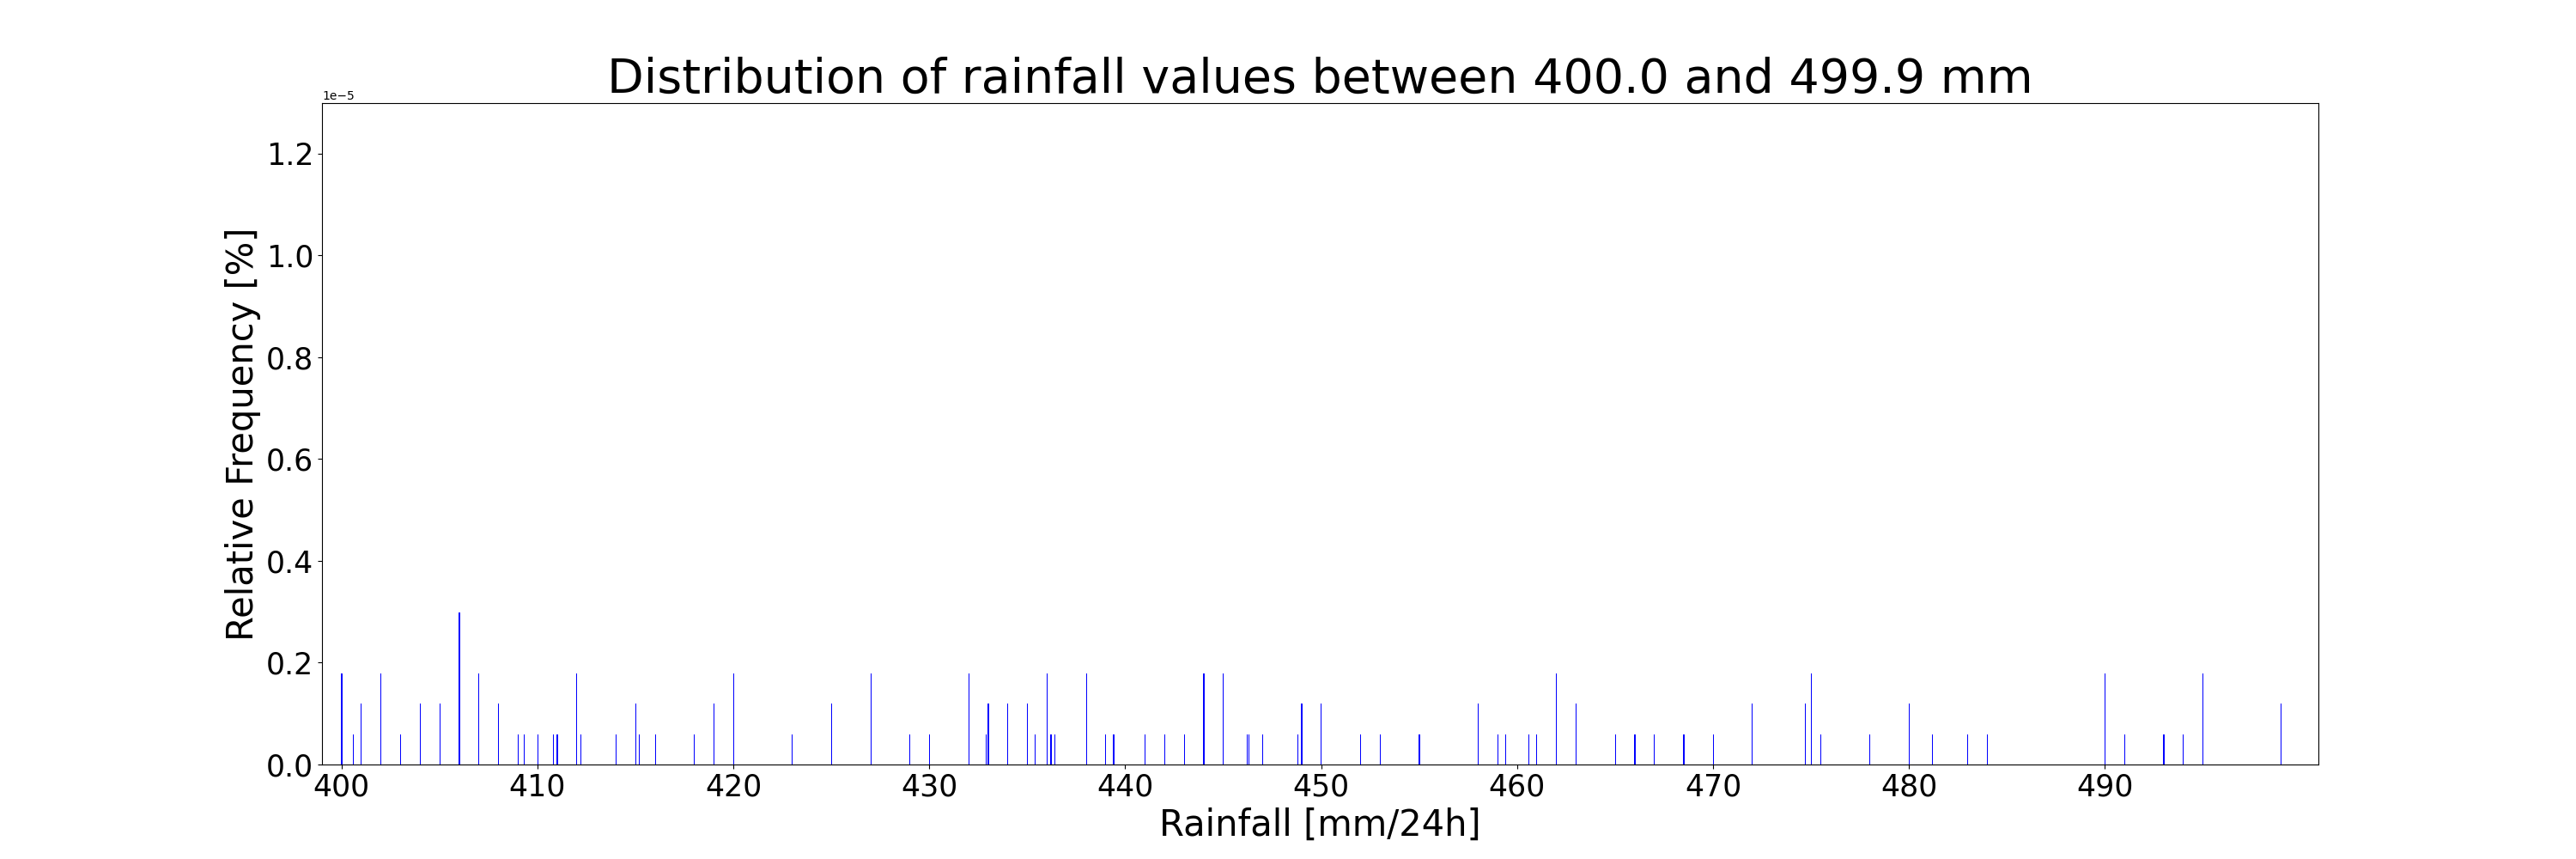 Distribution of rainfall values between 400.0 and 499.9 mm
1e−5
1.2
1.0
0.8
0.6
0.4
0.2
0.0
Relative Frequency [%]
400 410 420 430 440 450 460 470 480 490
Rainfall [mm/24h]